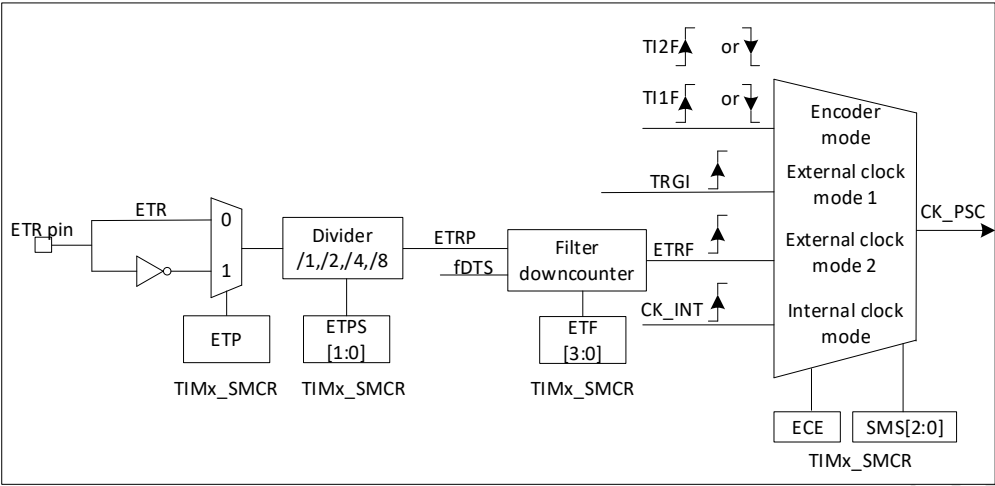 TI2F or
TI1F or
Encoder
mode
TRGI
External clock
mode 1
CK_PSC
ETR
0
ETR pin
Divider
/1,/2,/4,/8
ETRP
fDTS
Filter
downcounter
ETRF
External clock
mode 2
1
CK_INT
Internal clock
mode
ETP
ETPS
[1:0]
ETF
[3:0]
TIMx_SMCR
TIMx_SMCR
TIMx_SMCR
ECE
SMS[2:0]
TIMx_SMCR